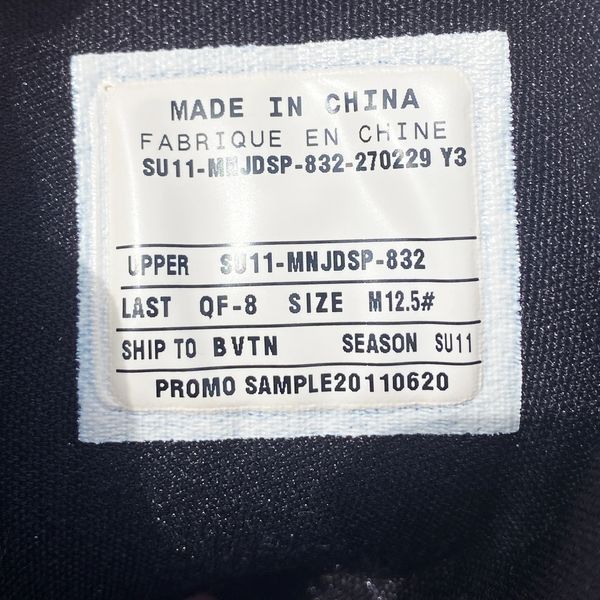 MADE IN CHINA
FABRIQUE EN CHINE
SU11-MNJDSP-832-270229 Y3
UPPER SU11-MNJDSP-832
LAST QF-8 SIZE M12.5#
SHIP TO BVTN SEASON SU11
PROMO SAMPLE20110620